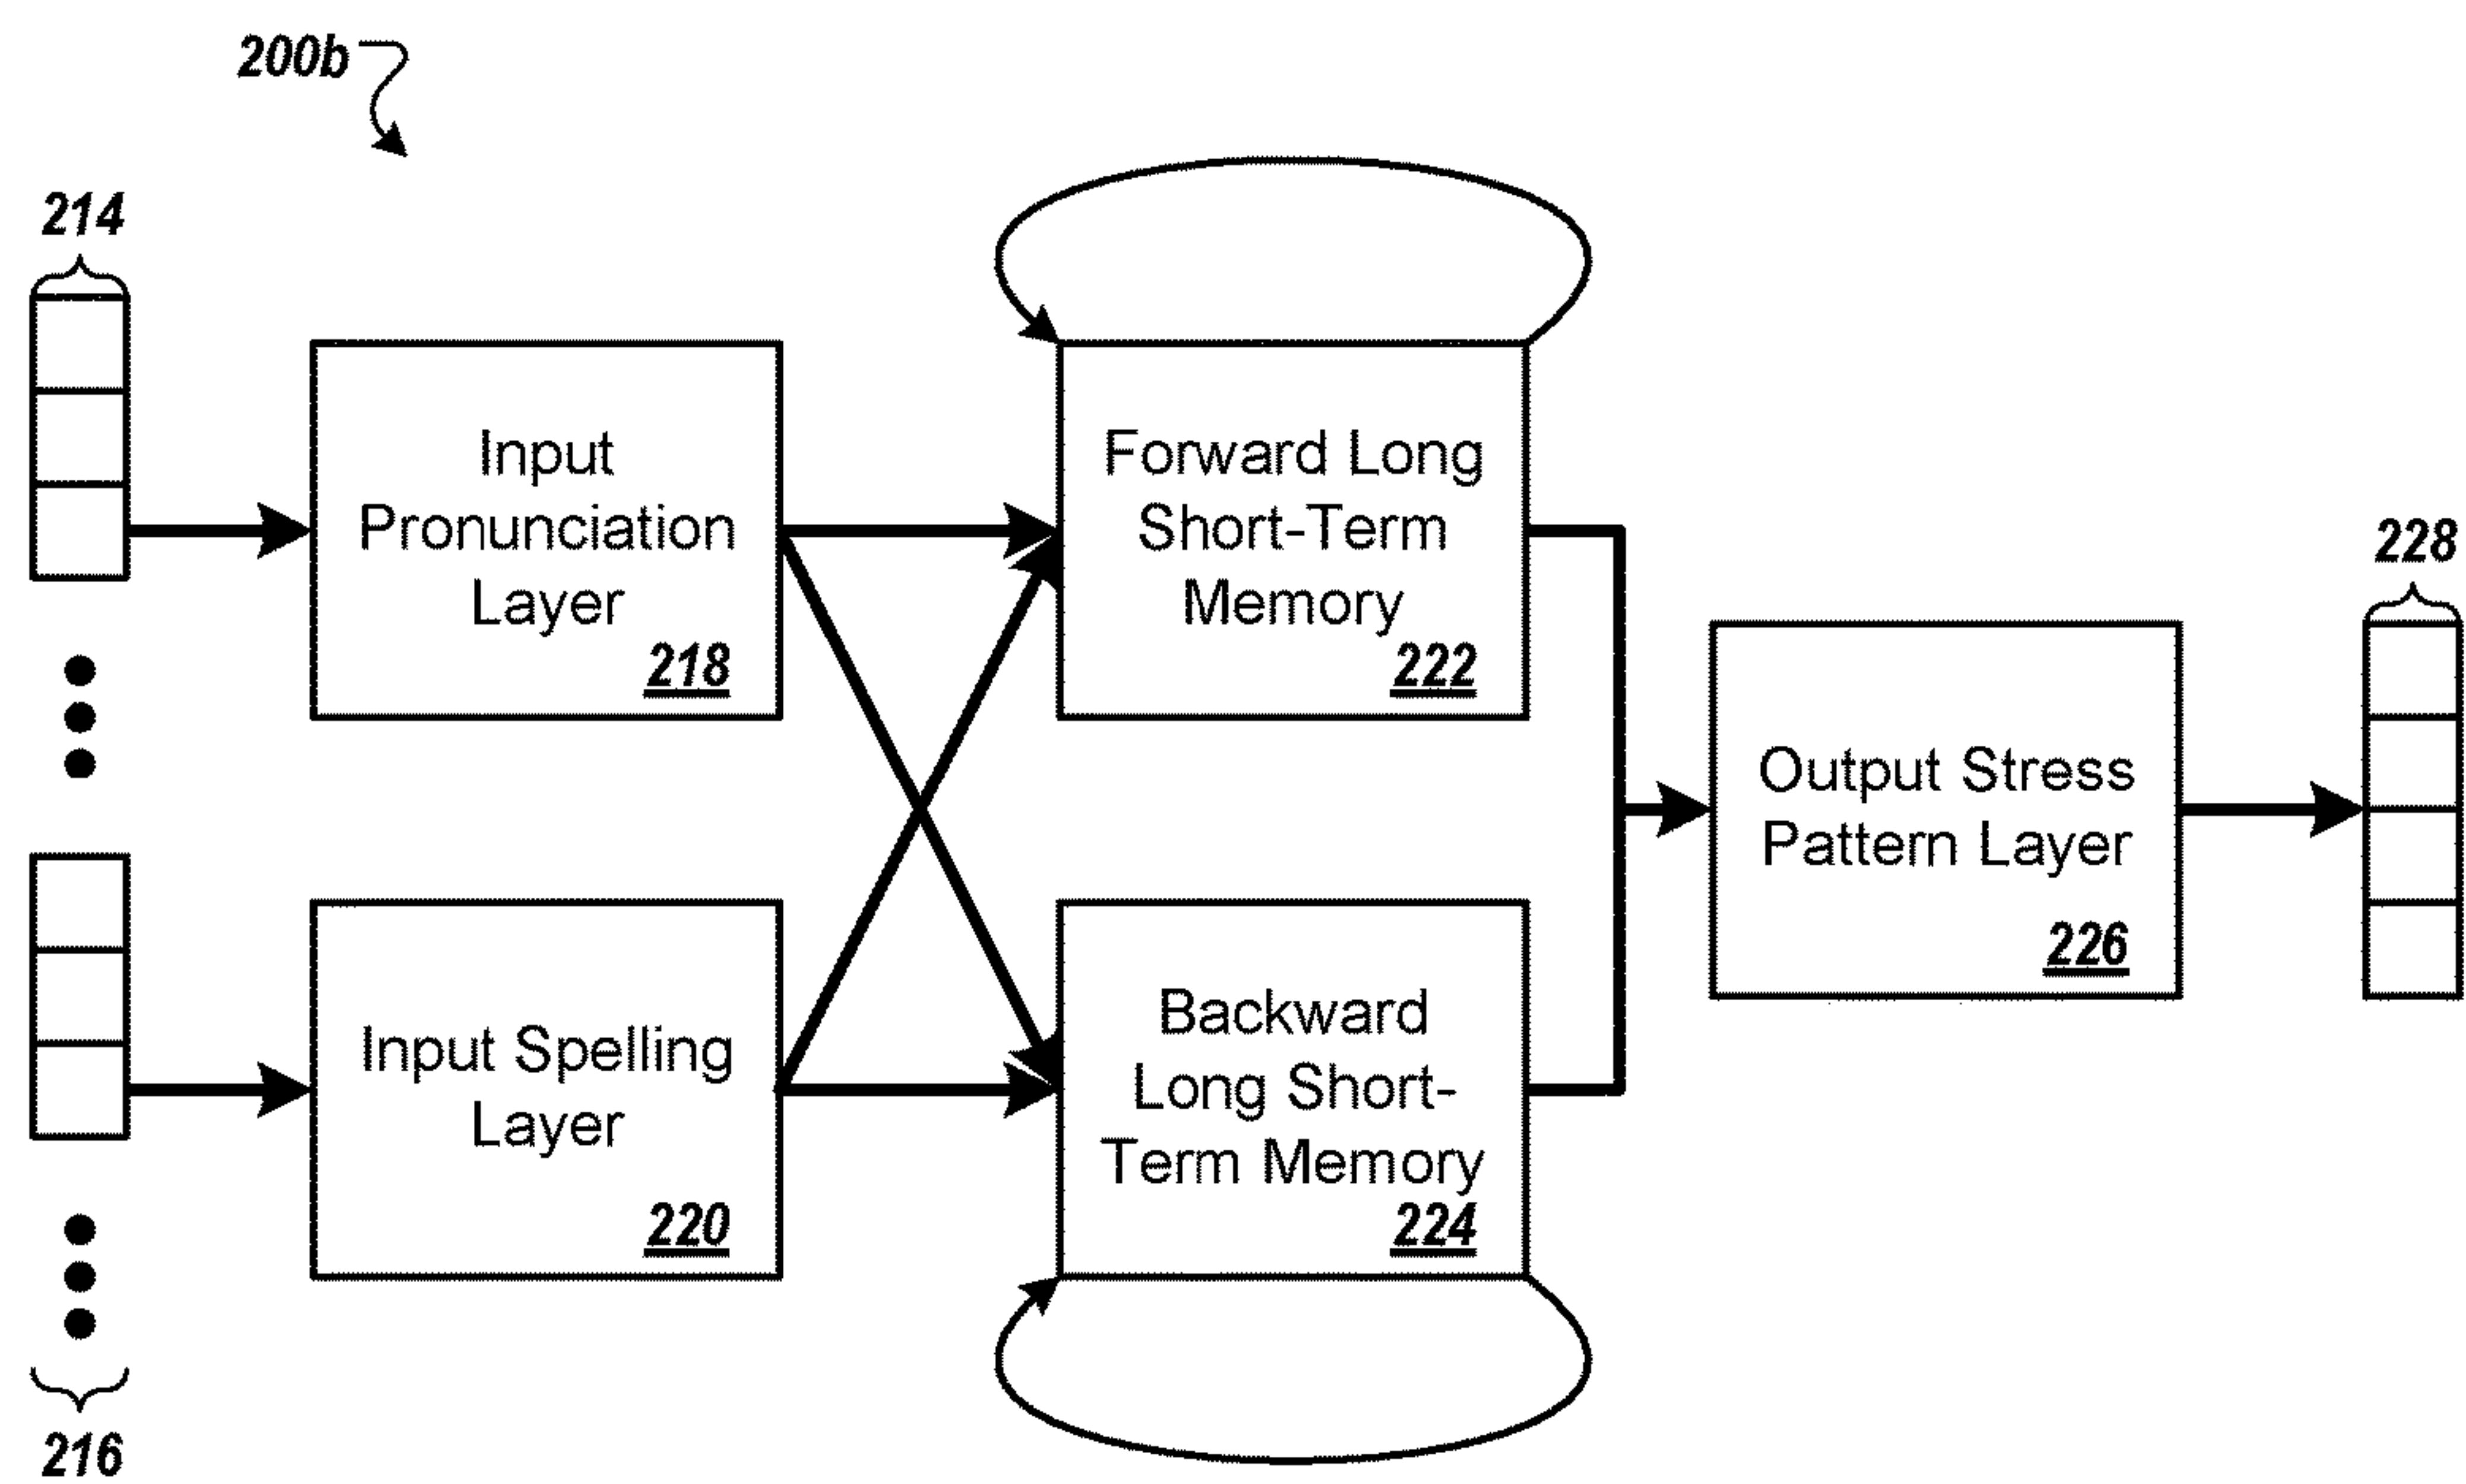 200b
214
Input
Pronunciation
Layer
218
Forward Long
Short-Term
Memory
222
228
Output Stress
Pattern Layer
226
Input Spelling
Layer
220
Backward
Long Short-
Term Memory
224
216